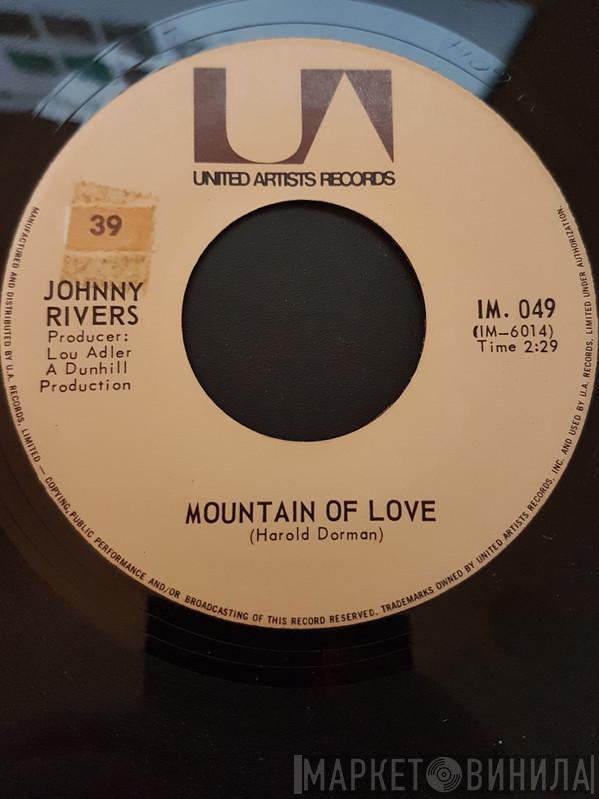 UA
UNITED ARTISTS RECORDS
39
JOHNNY
RIVERS
Producer:
Lou Adler
A Dunhill
Production
IM. 049
(IM-6014)
Time 2:29
MOUNTAIN OF LOVE
(Harold Dorman)
MANUFACTURED AND DISTRIBUTED BY U.A. RECORDS, LIMITED — COPYING, PUBLIC PERFORMANCE AND/OR BROADCASTING OF THIS RECORD RESERVED. TRADEMARKS OWNED BY UNITED ARTISTS RECORDS, INC. AND USED BY U.A. RECORDS, LIMITED UNDER AUTHORIZATION.
МАРКЕТ ВИНИЛА